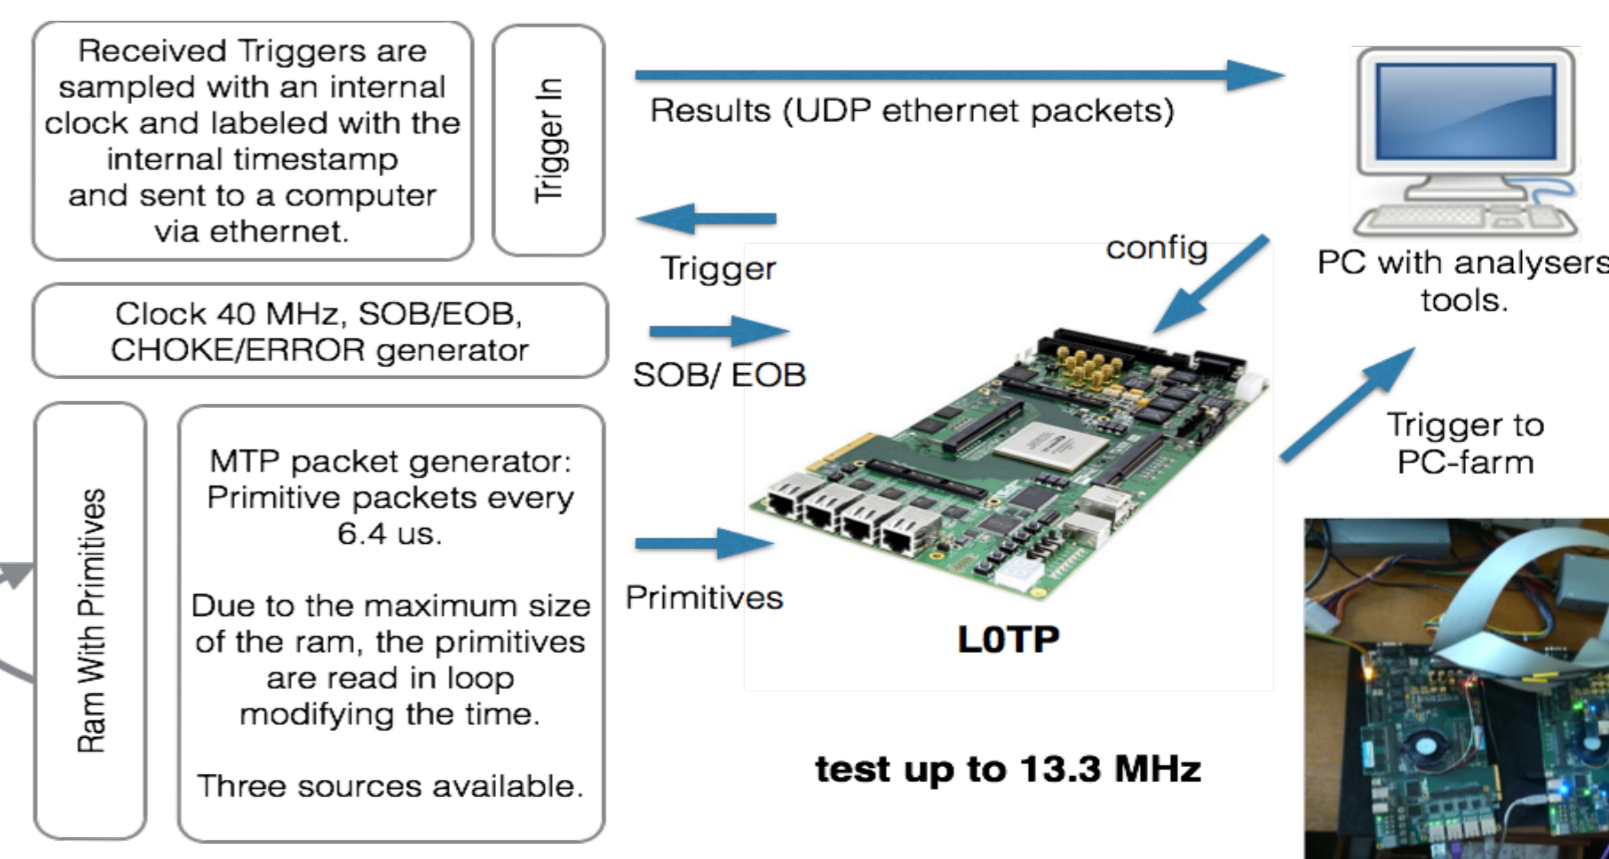 Received Triggers are
sampled with an internal
clock and labeled with the
internal timestamp
and sent to a computer
via ethernet.
Trigger In
Results (UDP ethernet packets)
Trigger
config
PC with analysers
tools.
Clock 40 MHz, SOB/EOB,
CHOKE/ERROR generator
SOB/ EOB
Ram With Primitives
MTP packet generator:
Primitive packets every
6.4 us.
Due to the maximum size
of the ram, the primitives
are read in loop
modifying the time.
Three sources available.
Primitives
L0TP
Trigger to
PC-farm
test up to 13.3 MHz